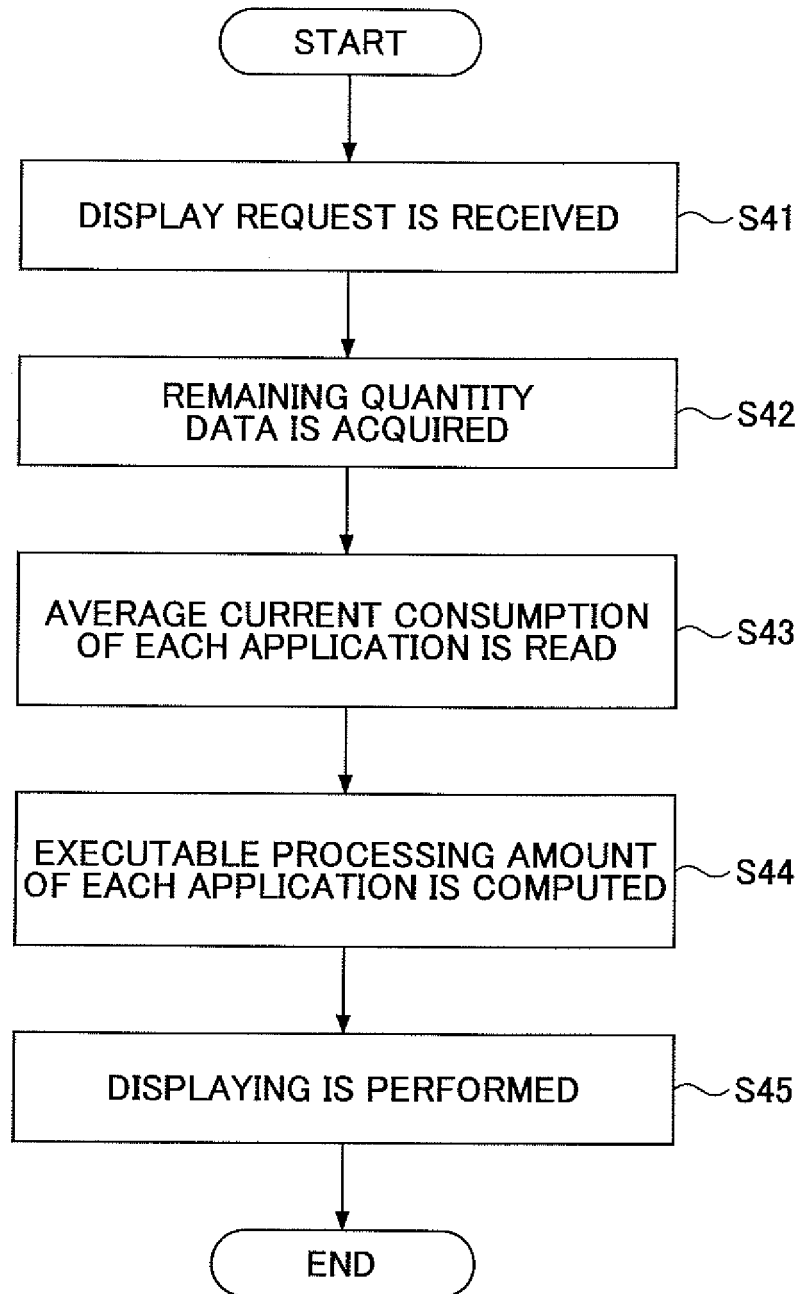 START
DISPLAY REQUEST IS RECEIVED
S41
REMAINING QUANTITY
DATA IS ACQUIRED
S42
AVERAGE CURRENT CONSUMPTION
OF EACH APPLICATION IS READ
S43
EXECUTABLE PROCESSING AMOUNT
OF EACH APPLICATION IS COMPUTED
S44
DISPLAYING IS PERFORMED
S45
END